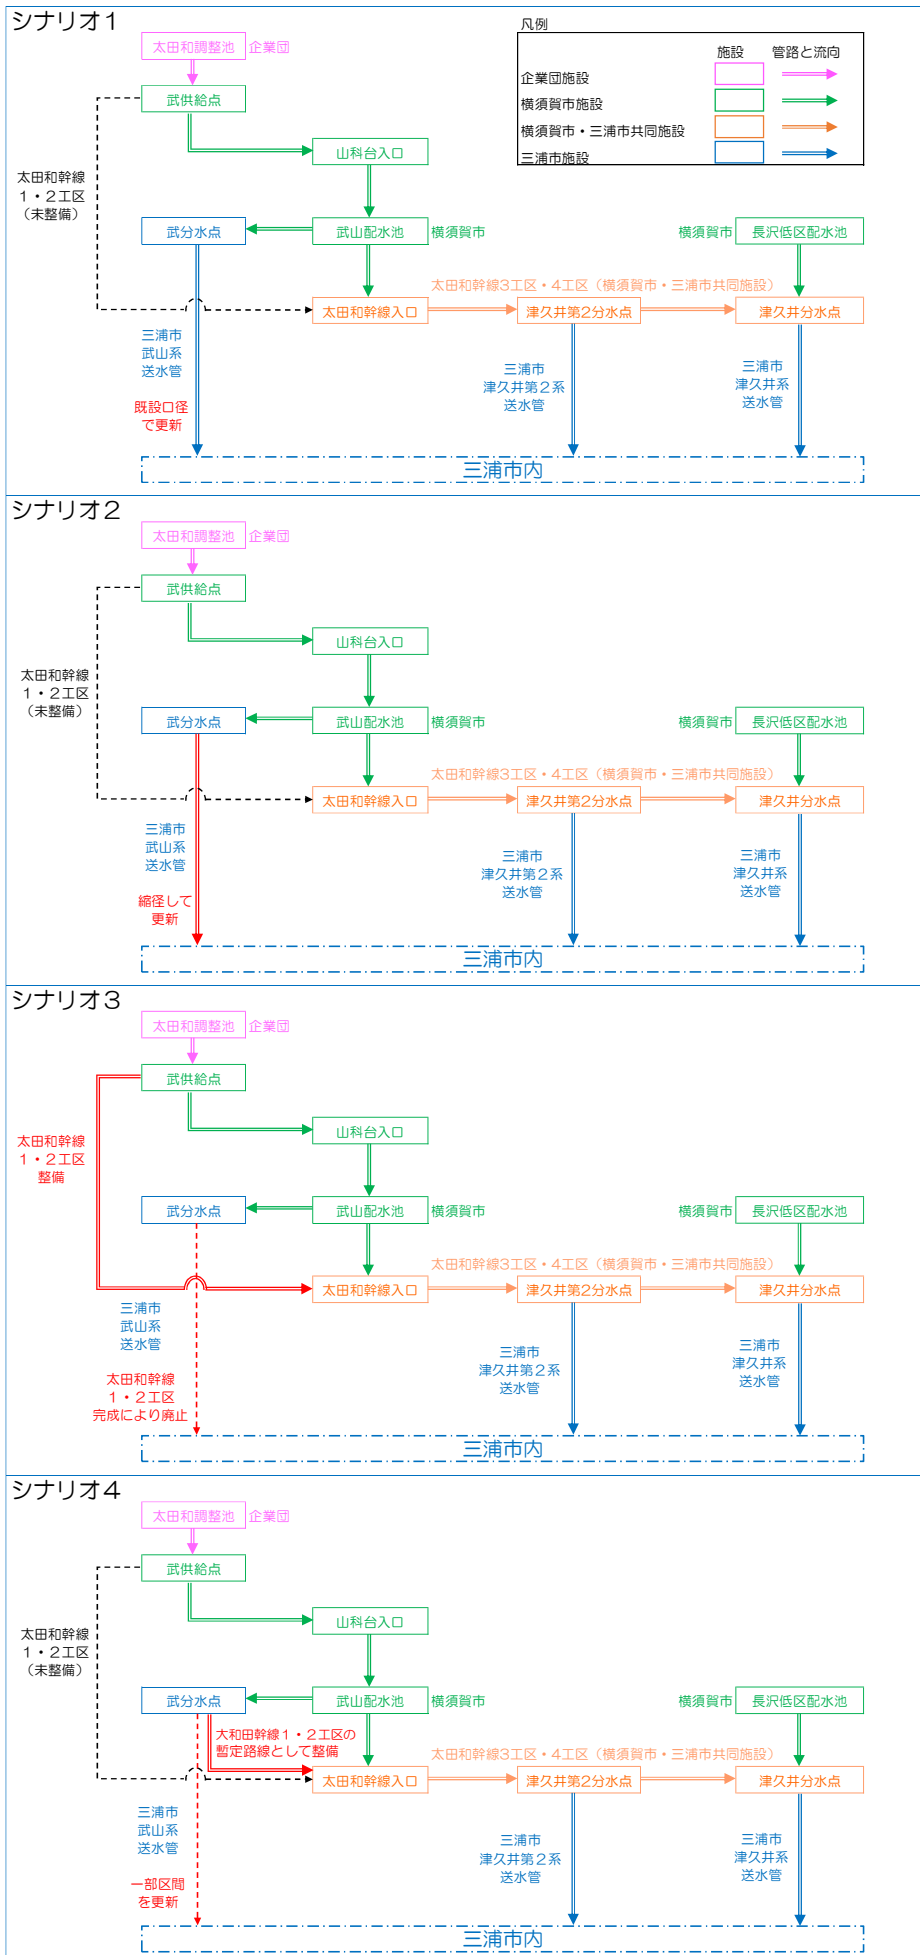 シナリオ1
太田和調整池 企業団
武供給点
山科台入口
太田和幹線
1・2工区
（未整備）
武分水点
武山配水池 横須賀市
横須賀市 長沢低区配水池
太田和幹線3工区・4工区（横須賀市・三浦市共同施設）
太田和幹線入口
津久井第2分水点
津久井分水点
三浦市
武山系
送水管
既設口径
で更新
三浦市
津久井第2系
送水管
三浦市
津久井系
送水管
三浦市内
凡例
施設 管路と流向
企業団施設
横須賀市施設
横須賀市・三浦市共同施設
三浦市施設
シナリオ2
太田和調整池 企業団
武供給点
山科台入口
太田和幹線
1・2工区
（未整備）
武分水点
武山配水池 横須賀市
横須賀市 長沢低区配水池
太田和幹線3工区・4工区（横須賀市・三浦市共同施設）
太田和幹線入口
津久井第2分水点
津久井分水点
三浦市
武山系
送水管
縮径して
更新
三浦市
津久井第2系
送水管
三浦市
津久井系
送水管
三浦市内
シナリオ3
太田和調整池 企業団
武供給点
山科台入口
太田和幹線
1・2工区
整備
武分水点
武山配水池 横須賀市
横須賀市 長沢低区配水池
太田和幹線3工区・4工区（横須賀市・三浦市共同施設）
太田和幹線入口
津久井第2分水点
津久井分水点
三浦市
武山系
送水管
太田和幹線
1・2工区
完成により廃止
三浦市
津久井第2系
送水管
三浦市
津久井系
送水管
三浦市内
シナリオ4
太田和調整池 企業団
武供給点
山科台入口
太田和幹線
1・2工区
（未整備）
武分水点
武山配水池 横須賀市
横須賀市 長沢低区配水池
大和田幹線1・2工区の
暫定路線として整備
太田和幹線3工区・4工区（横須賀市・三浦市共同施設）
太田和幹線入口
津久井第2分水点
津久井分水点
三浦市
武山系
送水管
一部区間
を更新
三浦市
津久井第2系
送水管
三浦市
津久井系
送水管
三浦市内